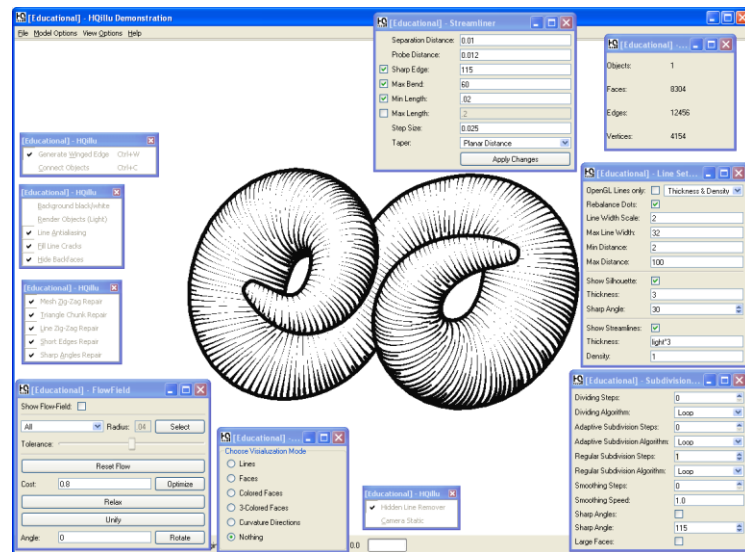 [Educational] - HQillu Demonstration
File Model Options View Options Help
[Educational] - Streamliner
Separation Distance: 0.01
Probe Distance: 0.012
Sharp Edge: 115
Max Bend: 60
Min Length: .02
Max Length: .2
Step Size: 0.025
Taper: Planar Distance
Apply Changes
[Educational] - ...
Objects: 1
Faces: 8304
Edges: 12456
Vertices: 4154
[Educational] - HQillu
Generate Winged Edge Ctrl+W
Connect Objects Ctrl+C
[Educational] - HQillu
Background black/white
Render Objects (Light)
Line Antialiasing
Fill Line Cracks
Hide Backfaces
[Educational] - HQillu
Mesh Zig-Zag Repair
Triangle Chunk Repair
Line Zig-Zag Repair
Short Edges Repair
Sharp Angles Repair
[Educational] - Line Set...
OpenGL Lines only: Thickness & Density
Rebalance Dots:
Line Width Scale: 2
Max Line Width: 32
Min Distance: 2
Max Distance: 100
Show Silhouette:
Thickness: 3
Sharp Angle: 30
Show Streamlines:
Thickness: light*3
Density: 1
[Educational] - FlowField
Show Flow-Field:
All Radius: .04 Select
Tolerance:
Reset Flow
Cost: 0.8 Optimize
Relax
Unify
Angle: 0 Rotate
[Educational] - ...
Choose Visialuzation Mode
Lines
Faces
Colored Faces
3-Colored Faces
Curvature Directions
Nothing
[Educational] - HQillu
Hidden Line Remover
Camera Static
0.0
[Educational] - Subdivision...
Dividing Steps: 0
Dividing Algorithm: Loop
Adaptive Subdivision Steps: 0
Adaptive Subdivision Algorithm: Loop
Regular Subdivision Steps: 1
Regular Subdivision Algorithm: Loop
Smoothing Steps: 0
Smoothing Speed: 1.0
Sharp Angles:
Sharp Angle: 115
Large Faces: